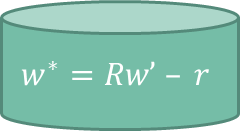 w* = Rw’ – r